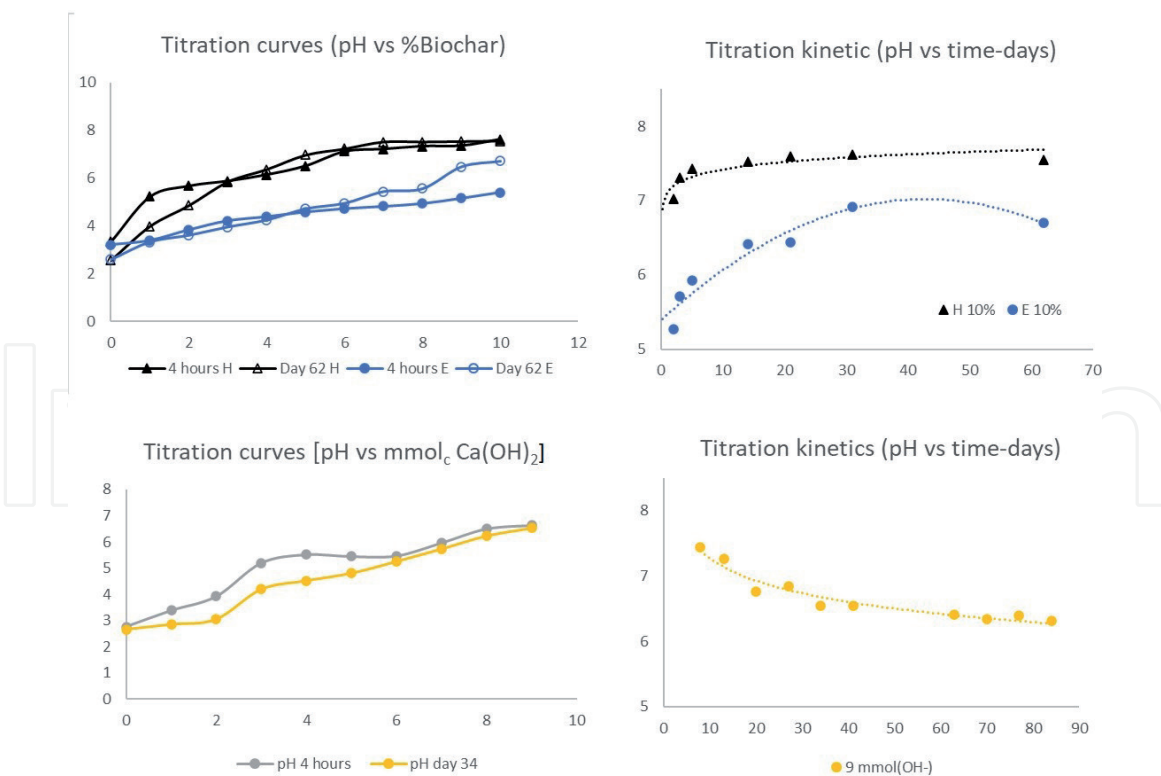 Titration curves (pH vs %Biochar)
10
8
6
4
2
0
0 2 4 6 8 10 12
4 hours H Day 62 H 4 hours E Day 62 E
Titration kinetic (pH vs time-days)
8
7
6
5
H 10% E 10%
0 10 20 30 40 50 60 70
Titration curves [pH vs mmolc Ca(OH)2]
8
7
6
5
4
3
2
1
0
0 2 4 6 8 10
pH 4 hours pH day 34
Titration kinetics (pH vs time-days)
8
7
6
5
0 10 20 30 40 50 60 70 80 90
9 mmol(OH-)